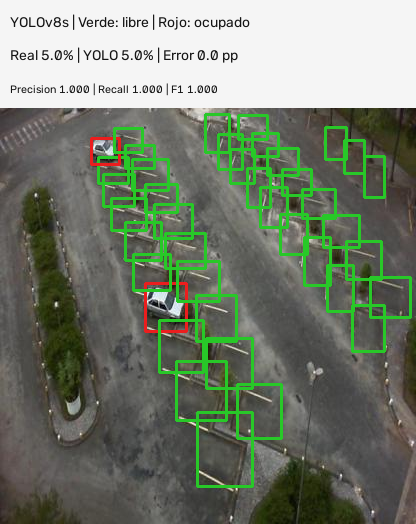 YOLOv8s | Verde: libre | Rojo: ocupado
Real 5.0% | YOLO 5.0% | Error 0.0 pp
Precision 1.000 | Recall 1.000 | F1 1.000